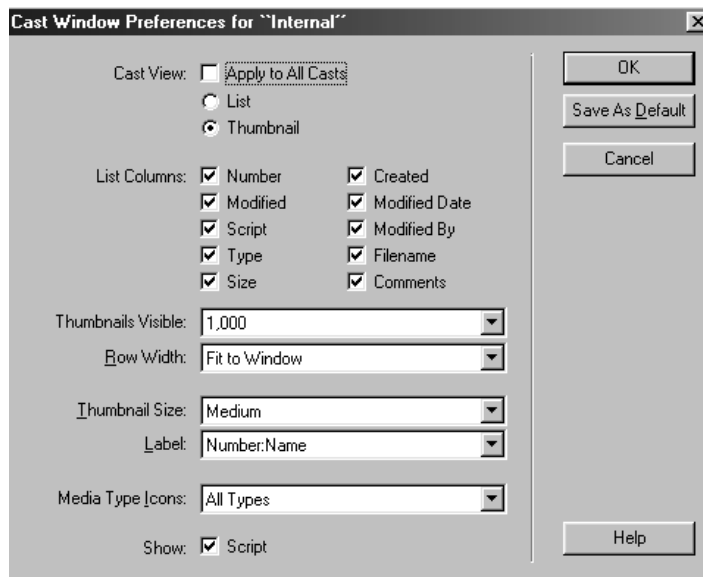 Cast Window Preferences for ``Internal´´
Cast View: Apply to All Casts
List
Thumbnail
List Columns: Number Created
Modified Modified Date
Script Modified By
Type Filename
Size Comments
Thumbnails Visible: 1,000
Row Width: Fit to Window
Thumbnail Size: Medium
Label: Number:Name
Media Type Icons: All Types
Show: Script
OK
Save As Default
Cancel
Help